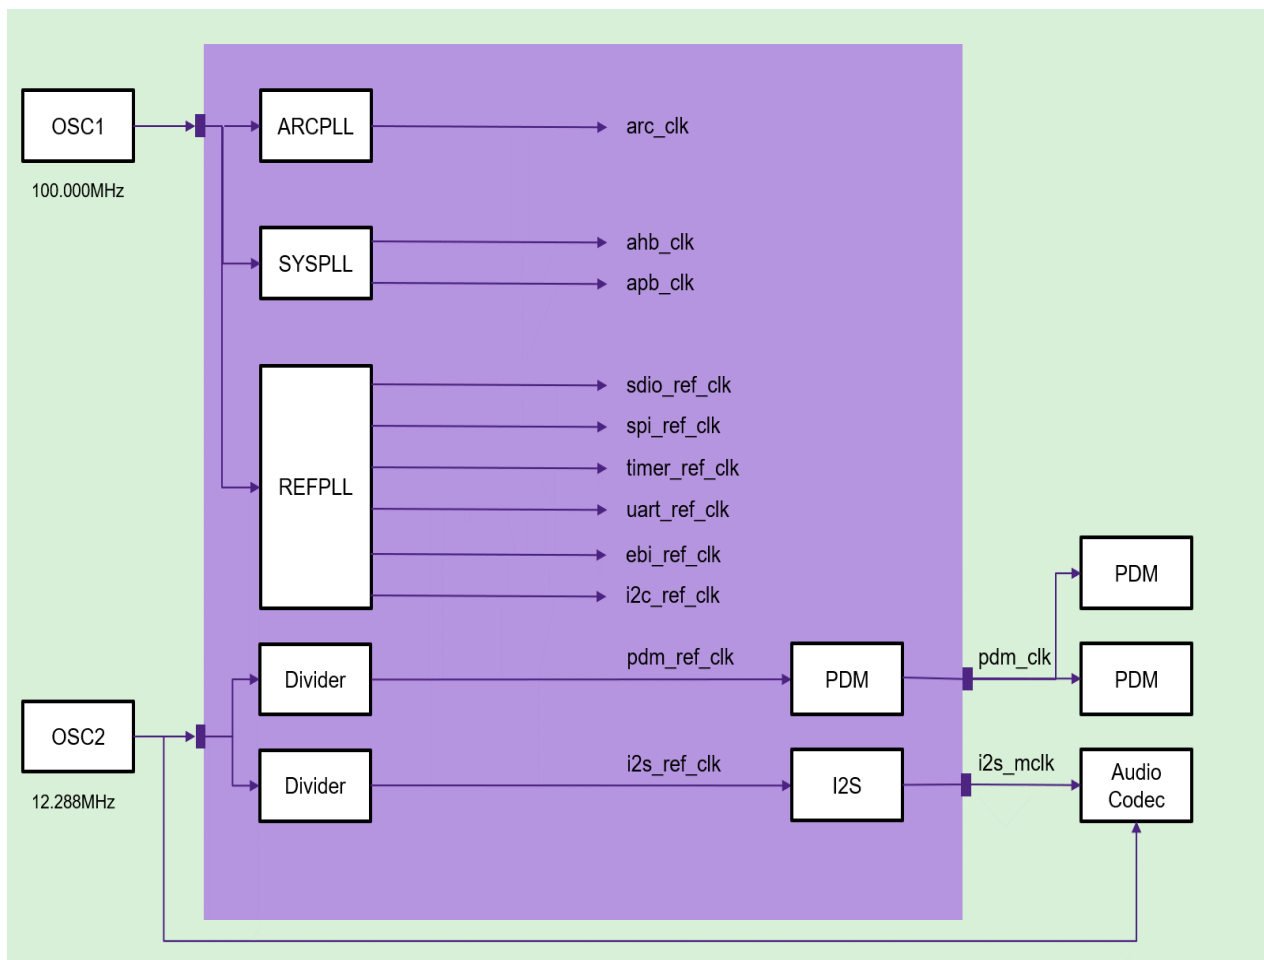 OSC1
100.000MHz
ARCPLL
arc_clk
SYSPLL
ahb_clk
apb_clk
REFPLL
sdio_ref_clk
spi_ref_clk
timer_ref_clk
uart_ref_clk
ebi_ref_clk
i2c_ref_clk
PDM
OSC2
12.288MHz
Divider
pdm_ref_clk
PDM
pdm_clk
PDM
Divider
i2s_ref_clk
I2S
i2s_mclk
Audio
Codec